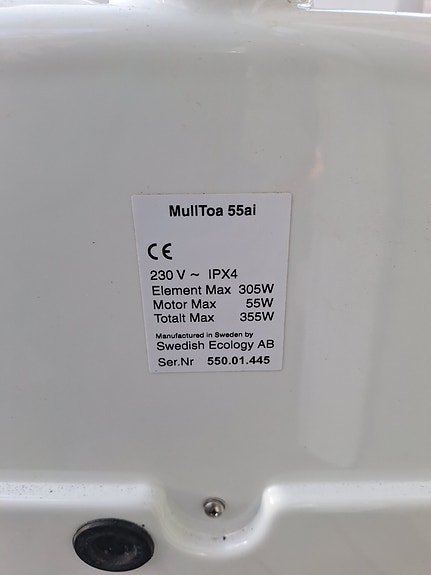 MullToa 55ai
CE
230 V ~ IPX4
Element Max 305W
Motor Max 55W
Totalt Max 355W
Manufactured in Sweden by
Swedish Ecology AB
Ser.Nr 550.01.445